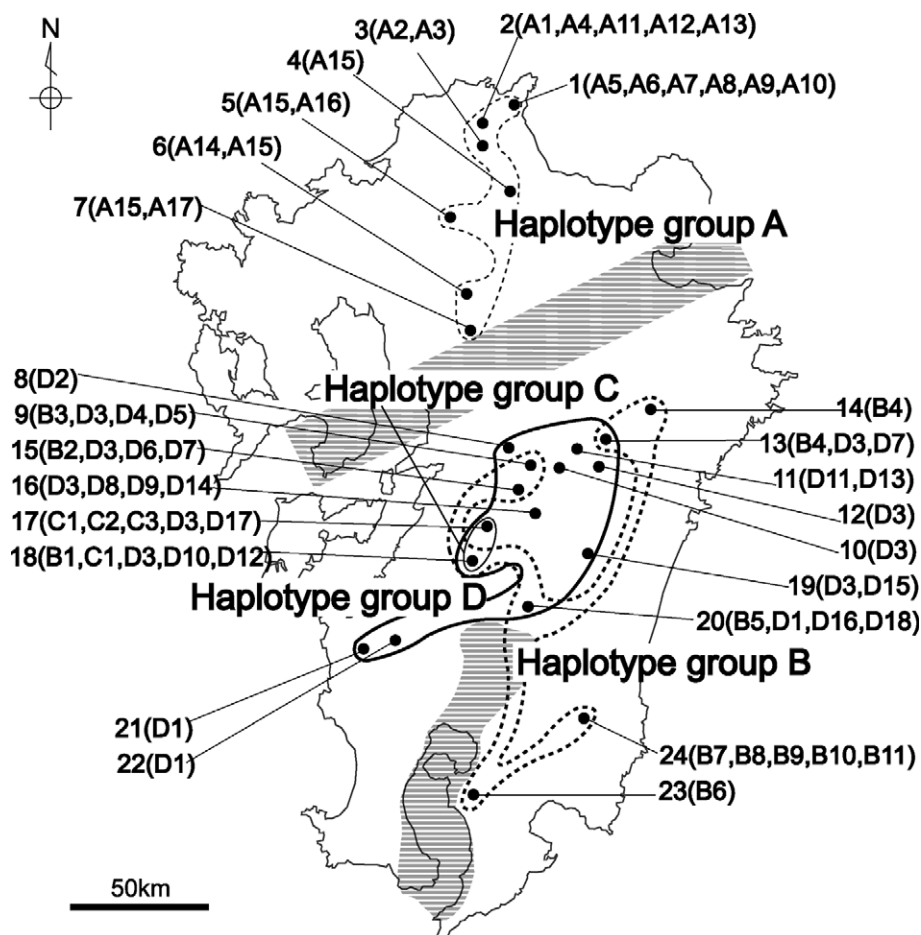 N
2(A1,A4,A11,A12,A13)
3(A2,A3)
4(A15)
1(A5,A6,A7,A8,A9,A10)
5(A15,A16)
6(A14,A15)
7(A15,A17)
Haplotype group A
Haplotype group C
8(D2)
9(B3,D3,D4,D5)
15(B2,D3,D6,D7)
16(D3,D8,D9,D14)
17(C1,C2,C3,D3,D17)
18(B1,C1,D3,D10,D12)
14(B4)
13(B4,D3,D7)
11(D11,D13)
12(D3)
10(D3)
19(D3,D15)
20(B5,D1,D16,D18)
Haplotype group D
Haplotype group B
21(D1)
22(D1)
24(B7,B8,B9,B10,B11)
23(B6)
50km